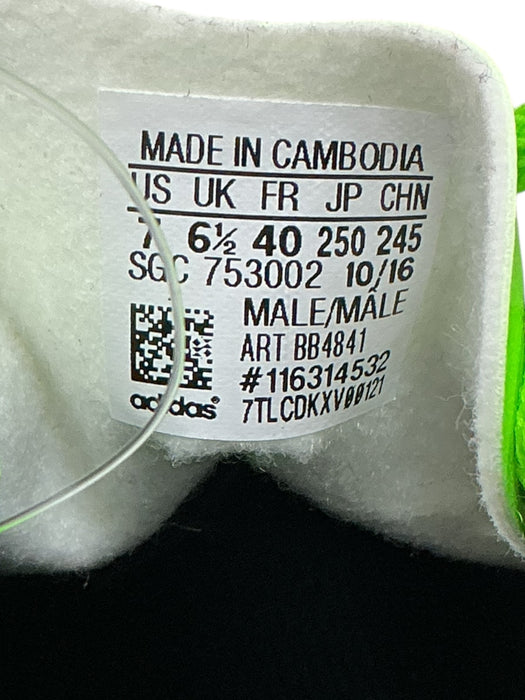 MADE IN CAMBODIA
US UK FR JP CHN
7 6½ 40 250 245
SGC 753002 10/16
MALE/MÂLE
ART BB4841
#116314532
7TLCDKXV00121
adidas®